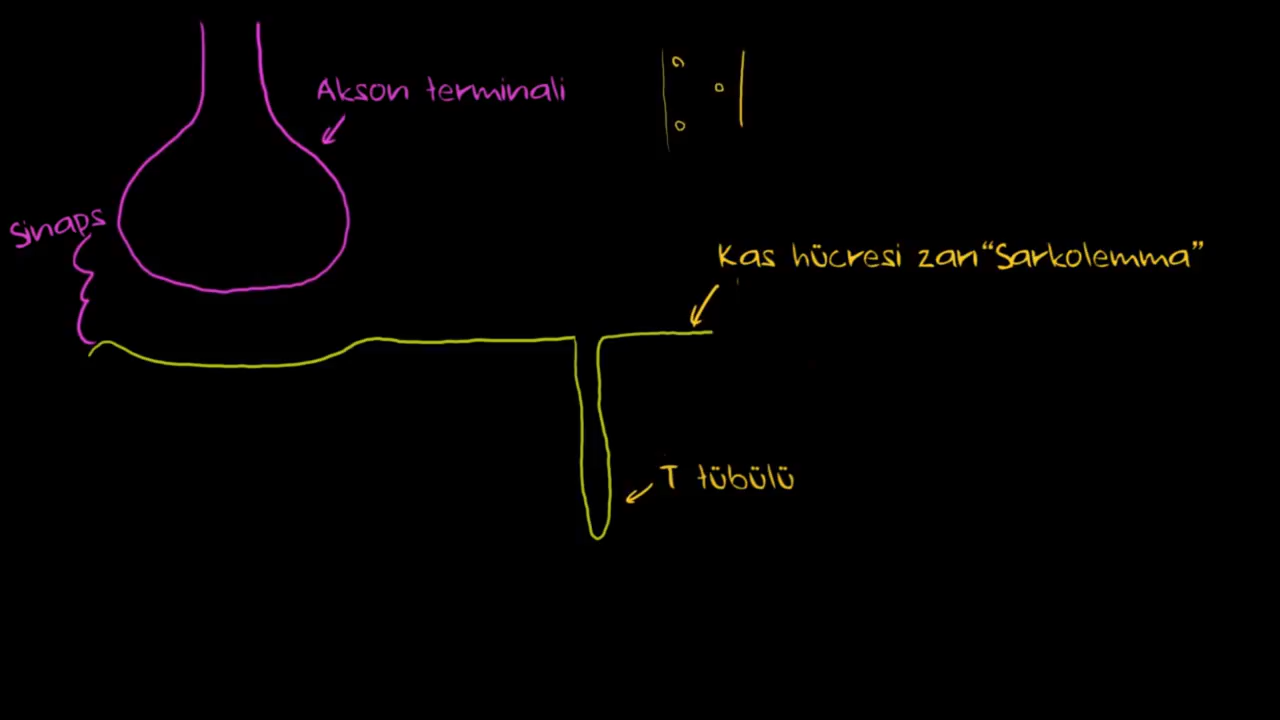 Akson terminali
Sinaps
Kas hücresi zarı "Sarkolemma"
T tübülü